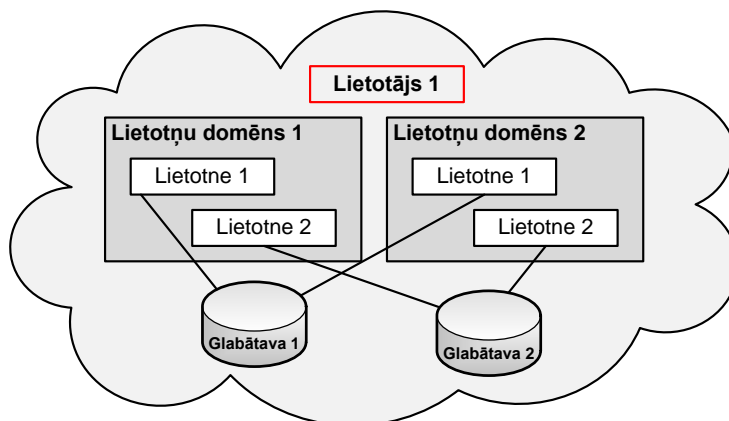 Lietotājs 1
Lietotņu domēns 1
Lietotne 1
Lietotne 2
Lietotņu domēns 2
Lietotne 1
Lietotne 2
Glabātava 1
Glabātava 2